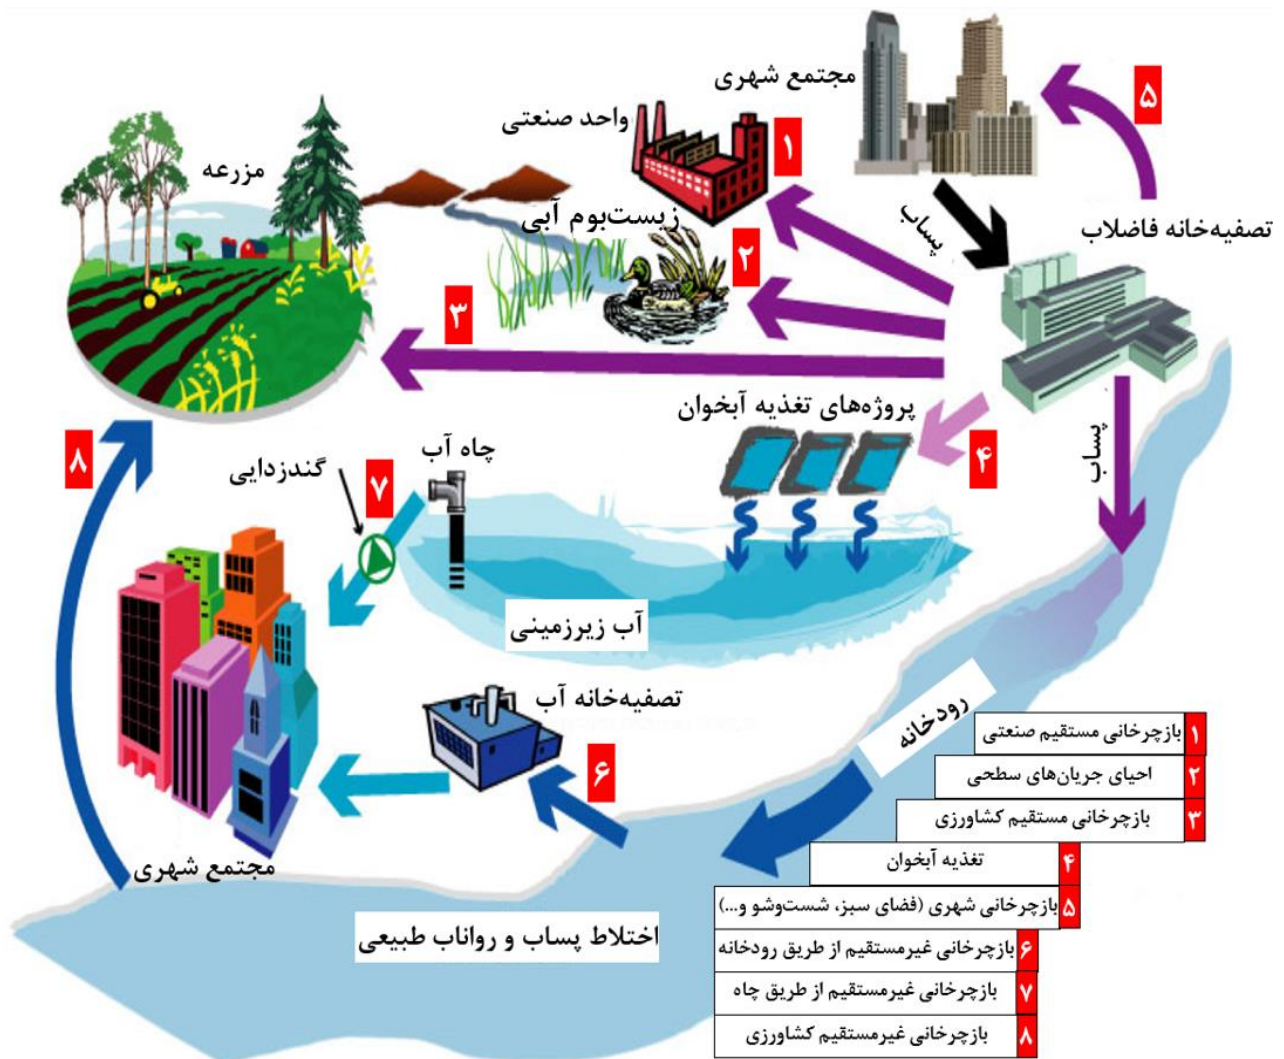 مجتمع شهری
۵
واحد صنعتی
۱
مزرعه
زیست‌بوم آبی
پساب
تصفیه‌خانه فاضلاب
۲
۳
پروژه‌های تغذیه آبخوان
۴
پساب
۸
چاه آب
گندزدایی
۷
آب زیرزمینی
تصفیه‌خانه آب
رودخانه
۶
مجتمع شهری
اختلاط پساب و رواناب طبیعی
۱ بازچرخانی مستقیم صنعتی
۲ احیای جریان‌های سطحی
۳ بازچرخانی مستقیم کشاورزی
۴ تغذیه آبخوان
۵ بازچرخانی شهری (فضای سبز، شست‌وشو و...)
۶ بازچرخانی غیرمستقیم از طریق رودخانه
۷ بازچرخانی غیرمستقیم از طریق چاه
۸ بازچرخانی غیرمستقیم کشاورزی